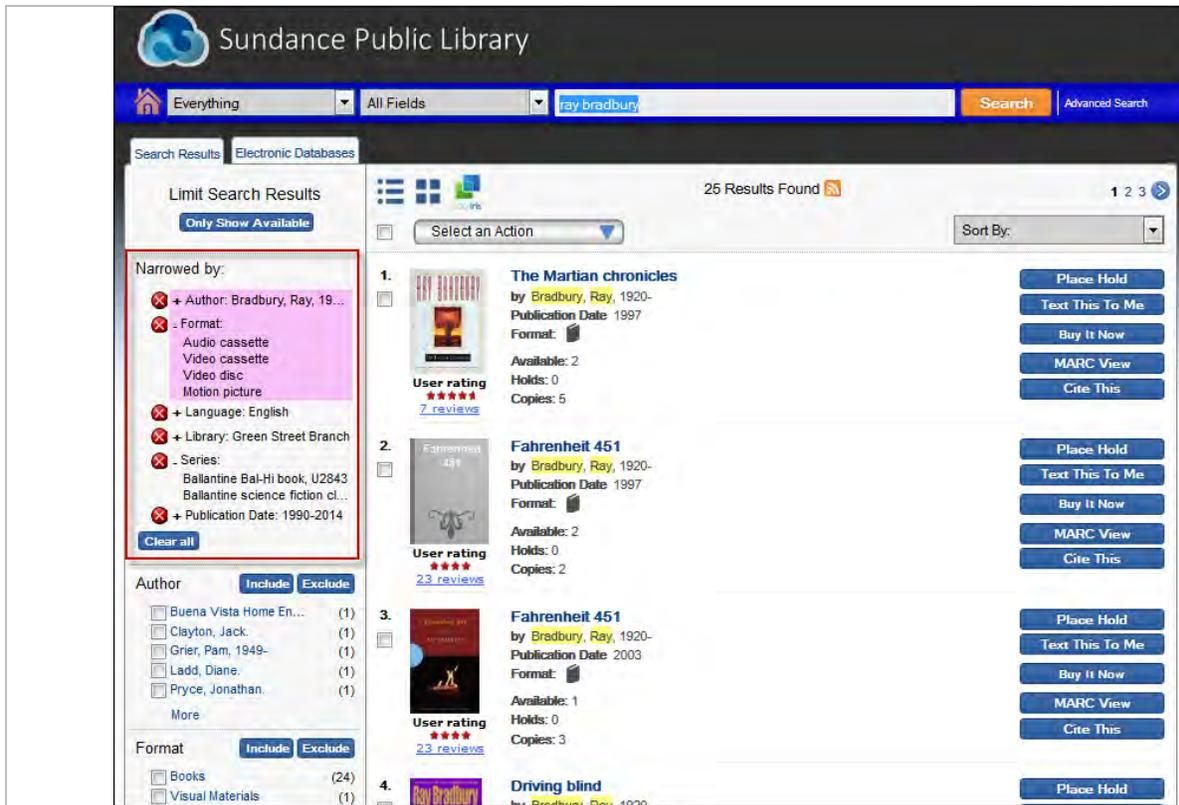 Sundance Public Library
Everything
All Fields
ray bradbury
Search
Advanced Search
Search Results
Electronic Databases
Limit Search Results
Only Show Available
Narrowed by:
+ Author: Bradbury, Ray, 19...
- Format:
Audio cassette
Video cassette
Video disc
Motion picture
+ Language: English
+ Library: Green Street Branch
- Series:
Ballantine Bal-Hi book, U2843
Ballantine science fiction cl...
+ Publication Date: 1990-2014
Clear all
Author Include Exclude
Buena Vista Home En... (1)
Clayton, Jack. (1)
Grier, Pam, 1949- (1)
Ladd, Diane. (1)
Pryce, Jonathan. (1)
More
Format Include Exclude
Books (24)
Visual Materials (1)
25 Results Found
1 2 3
Select an Action
Sort By:
1.
RAY BRADBURY
User rating
7 reviews
The Martian chronicles
by Bradbury, Ray, 1920-
Publication Date 1997
Format:
Available: 2
Holds: 0
Copies: 5
Place Hold
Text This To Me
Buy It Now
MARC View
Cite This
2.
Fahrenheit
451
User rating
23 reviews
Fahrenheit 451
by Bradbury, Ray, 1920-
Publication Date 1997
Format:
Available: 2
Holds: 0
Copies: 2
Place Hold
Text This To Me
Buy It Now
MARC View
Cite This
3.
User rating
23 reviews
Fahrenheit 451
by Bradbury, Ray, 1920-
Publication Date 2003
Format:
Available: 1
Holds: 0
Copies: 3
Place Hold
Text This To Me
Buy It Now
MARC View
Cite This
4.
Ray Bradbury
Driving blind
by Bradbury, Ray, 1920-
Place Hold